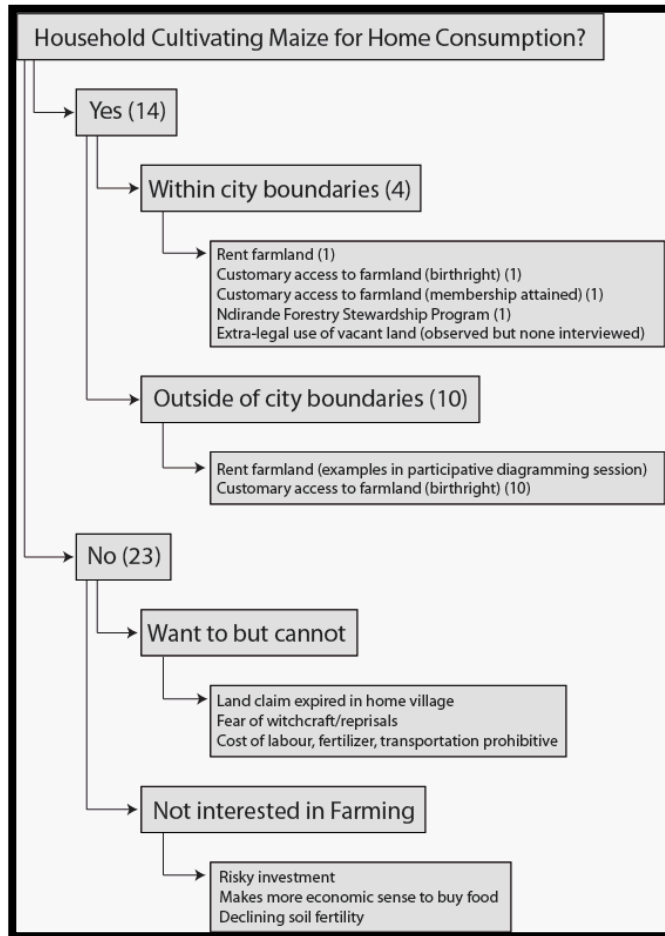 Household Cultivating Maize for Home Consumption?
Yes (14)
Within city boundaries (4)
Rent farmland (1)
Customary access to farmland (birthright) (1)
Customary access to farmland (membership attained) (1)
Ndirande Forestry Stewardship Program (1)
Extra-legal use of vacant land (observed but none interviewed)
Outside of city boundaries (10)
Rent farmland (examples in participative diagramming session)
Customary access to farmland (birthright) (10)
No (23)
Want to but cannot
Land claim expired in home village
Fear of witchcraft/reprisals
Cost of labour, fertilizer, transportation prohibitive
Not interested in Farming
Risky investment
Makes more economic sense to buy food
Declining soil fertility